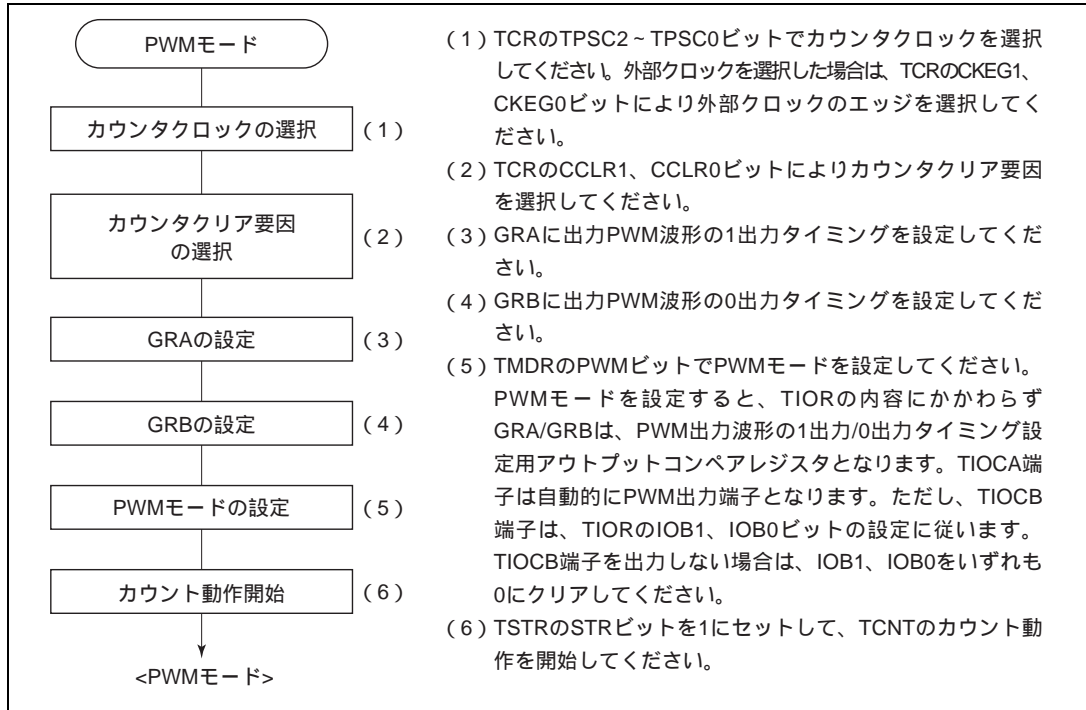 PWMモード
カウンタクロックの選択 (1)
カウンタクリア要因
の選択 (2)
GRAの設定 (3)
GRBの設定 (4)
PWMモードの設定 (5)
カウント動作開始 (6)
<PWMモード>
(1)TCRのTPSC2~TPSC0ビットでカウンタクロックを選択
してください。外部クロックを選択した場合は、TCRのCKEG1、
CKEG0ビットにより外部クロックのエッジを選択してく
ださい。
(2)TCRのCCLR1、CCLR0ビットによりカウンタクリア要因
を選択してください。
(3)GRAに出力PWM波形の1出力タイミングを設定してくだ
さい。
(4)GRBに出力PWM波形の0出力タイミングを設定してくだ
さい。
(5)TMDRのPWMビットでPWMモードを設定してください。
PWMモードを設定すると、TIORの内容にかかわらず
GRA/GRBは、PWM出力波形の1出力/0出力タイミング設
定用アウトプットコンペアレジスタとなります。TIOCA端
子は自動的にPWM出力端子となります。ただし、TIOCB
端子は、TIORのIOB1、IOB0ビットの設定に従います。
TIOCB端子を出力しない場合は、IOB1、IOB0をいずれも
0にクリアしてください。
(6)TSTRのSTRビットを1にセットして、TCNTのカウント動
作を開始してください。